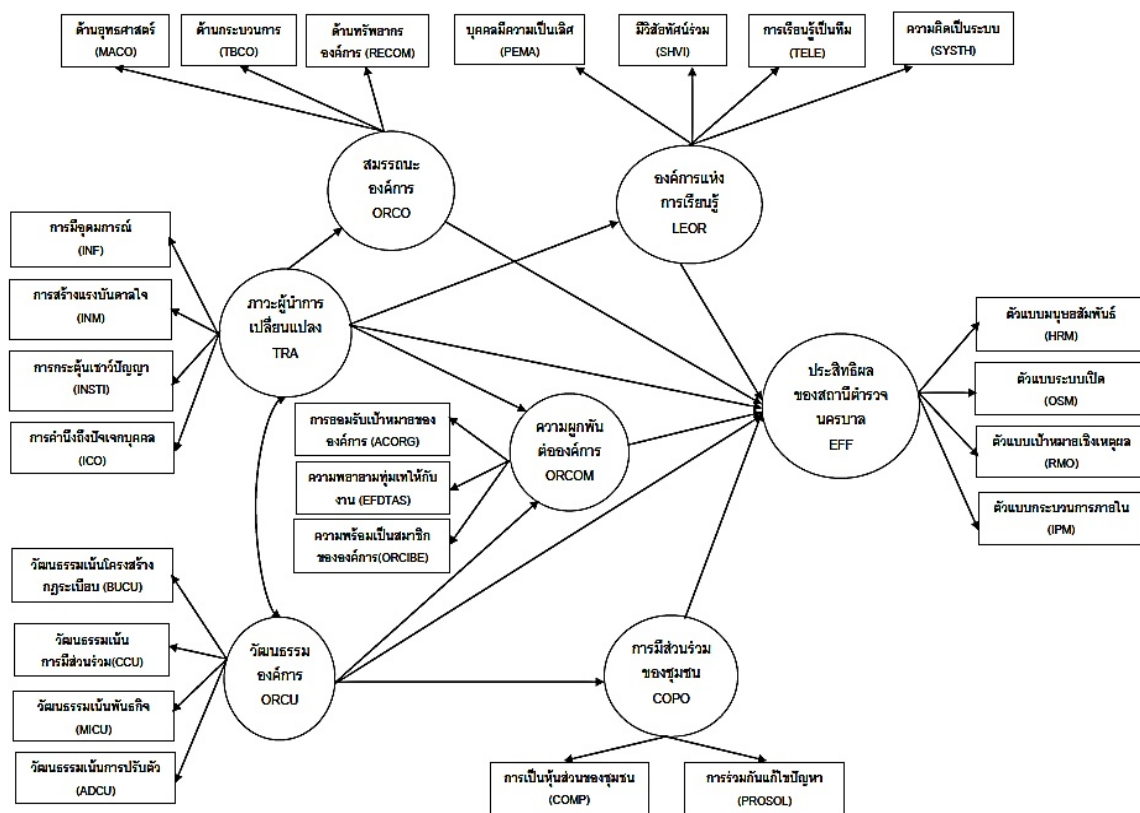 ด้านยุทธศาสตร์
(MACO)
ด้านกระบวนการ
(TBCO)
ด้านทรัพยากร
องค์การ (RECOM)
บุคคลมีความเป็นเลิศ
(PEMA)
มีวิสัยทัศน์ร่วม
(SHVI)
การเรียนรู้เป็นทีม
(TELE)
ความคิดเป็นระบบ
(SYSTH)
สมรรถนะ
องค์การ
ORCO
องค์การแห่ง
การเรียนรู้
LEOR
การมีอุดมการณ์
(INF)
การสร้างแรงบันดาลใจ
(INM)
การกระตุ้นเชาว์ปัญญา
(INSTI)
การคำนึงถึงปัจเจกบุคคล
(ICO)
ภาวะผู้นำการ
เปลี่ยนแปลง
TRA
การยอมรับเป้าหมายของ
องค์การ (ACORG)
ความพยายามทุ่มเทให้กับ
งาน (EFDTAS)
ความพร้อมเป็นสมาชิก
ขององค์การ(ORCIBE)
ความผูกพัน
ต่อองค์การ
ORCOM
ประสิทธิผล
ของสถานีตำรวจ
นครบาล
EFF
ตัวแบบมนุษยสัมพันธ์
(HRM)
ตัวแบบระบบเปิด
(OSM)
ตัวแบบเป้าหมายเชิงเหตุผล
(RMO)
ตัวแบบกระบวนการภายใน
(IPM)
วัฒนธรรมเน้นโครงสร้าง
กฎระเบียบ (BUCU)
วัฒนธรรมเน้น
การมีส่วนร่วม(CCU)
วัฒนธรรมเน้นพันธกิจ
(MICU)
วัฒนธรรมเน้นการปรับตัว
(ADCU)
วัฒนธรรม
องค์การ
ORCU
การมีส่วนร่วม
ของชุมชน
COPO
การเป็นหุ้นส่วนของชุมชน
(COMP)
การร่วมกันแก้ไขปัญหา
(PROSOL)